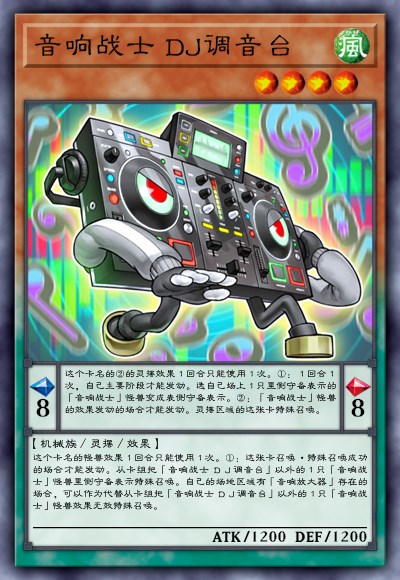 音响战士 DJ调音台
風
这个卡名的②的灵摆效果1回合只能使用1次。①：1回合1
次，自己主要阶段才能发动。选自己场上1只里侧守备表示的
「音响战士」怪兽变成表侧守备表示。②：「音响战士」怪兽
的效果发动的场合才能发动。灵摆区域的这张卡特殊召唤。
8
8
【机械族／灵摆／效果】
这个卡名的怪兽效果1回合只能使用1次。①：这张卡召唤·特殊召唤成功
的场合才能发动。从卡组把「音响战士 DJ调音台」以外的1只「音响战
士」怪兽里侧守备表示特殊召唤。自己的场地区域有「音响放大器」存在的
场合，可以作为代替从卡组把「音响战士 DJ调音台」以外的1只「音响战
士」怪兽效果无效特殊召唤。
ATK/1200 DEF/1200